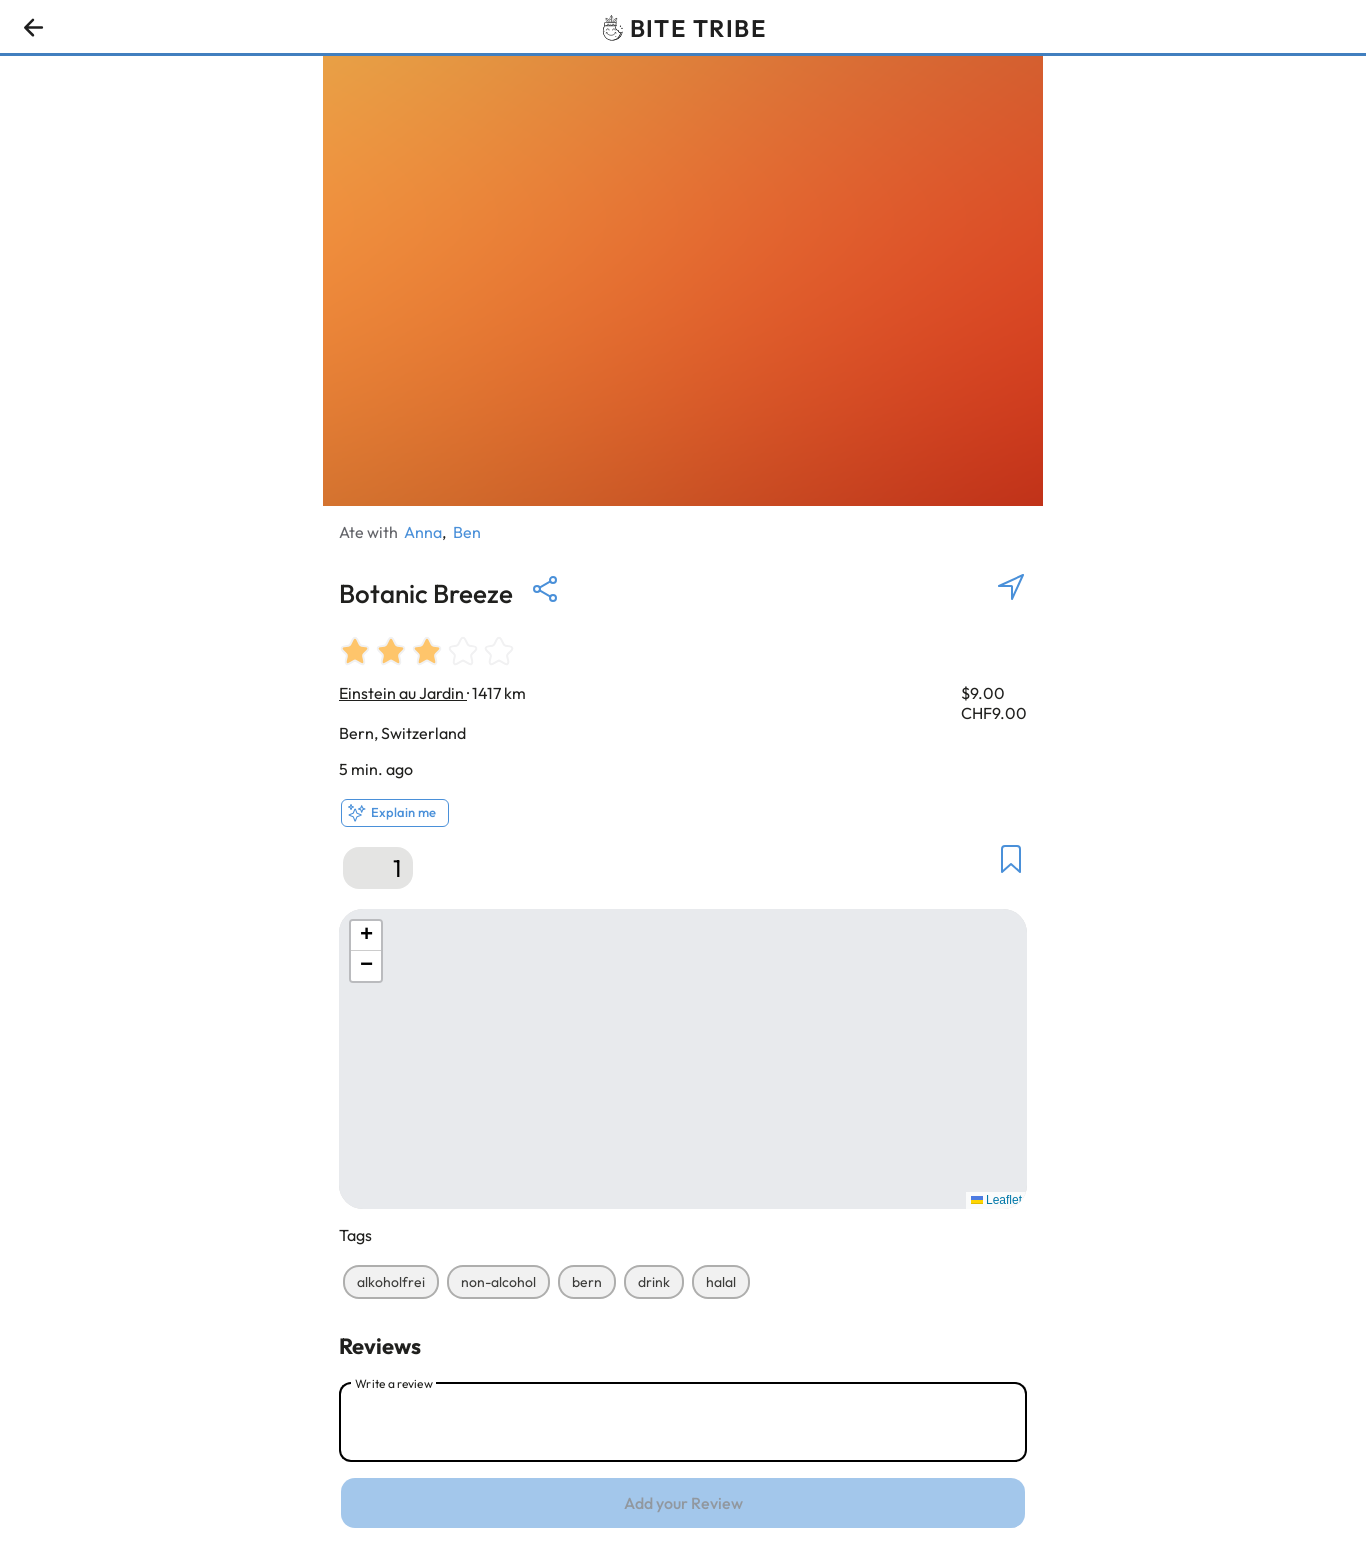 BITE TRIBE
Ate with Anna, Ben
Botanic Breeze
Einstein au Jardin · 1417 km
$9.00
CHF9.00
Bern, Switzerland
5 min. ago
Explain me
1
+
−
Leaflet
Tags
alkoholfrei non-alcohol bern drink halal
Reviews
Write a review
Add your Review